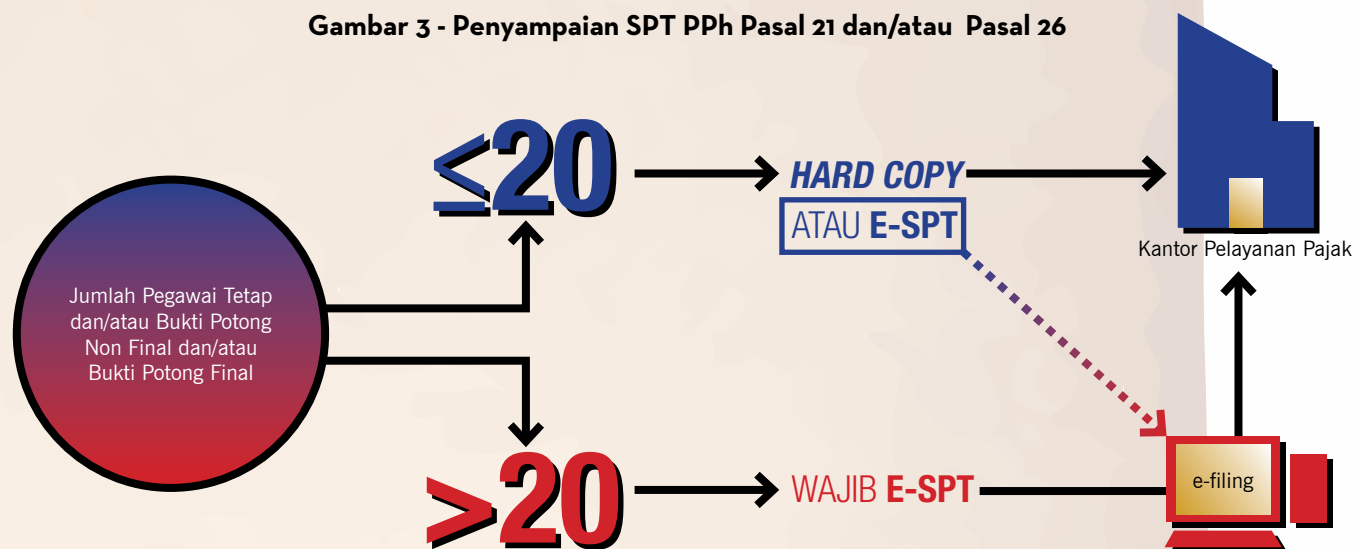 Gambar 3 - Penyampaian SPT PPh Pasal 21 dan/atau Pasal 26
Jumlah Pegawai Tetap
dan/atau Bukti Potong
Non Final dan/atau
Bukti Potong Final
≤20
HARD COPY
ATAU E-SPT
Kantor Pelayanan Pajak
>20
WAJIB E-SPT
e-filing